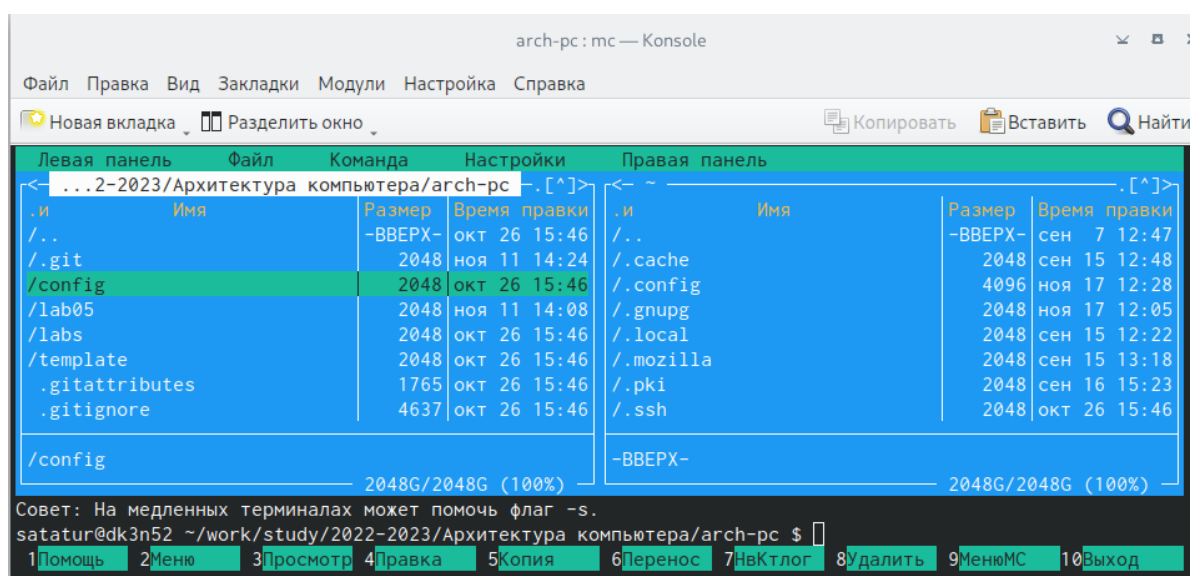 arch-pc : mc — Konsole
Файл Правка Вид Закладки Модули Настройка Справка
Новая вкладка Разделить окно Копировать Вставить Найти
Левая панель Файл Команда Настройки Правая панель
<— ...2-2023/Архитектура компьютера/arch-pc —.[^]> <— ~ —.[^]>
.и Имя Размер Время правки .и Имя Размер Время правки
/.. -ВВЕРХ- окт 26 15:46 /.. -ВВЕРХ- сен 7 12:47
/.git 2048 ноя 11 14:24 /.cache 2048 сен 15 12:48
/config 2048 окт 26 15:46 /.config 4096 ноя 17 12:28
/lab05 2048 ноя 11 14:08 /.gnupg 2048 ноя 17 12:05
/labs 2048 окт 26 15:46 /.local 2048 сен 15 12:22
/template 2048 окт 26 15:46 /.mozilla 2048 сен 15 13:18
.gitattributes 1765 окт 26 15:46 /.pki 2048 сен 16 15:23
.gitignore 4637 окт 26 15:46 /.ssh 2048 окт 26 15:46
/config -ВВЕРХ-
2048G/2048G (100%) 2048G/2048G (100%)
Совет: На медленных терминалах может помочь флаг -s.
satatur@dk3n52 ~/work/study/2022-2023/Архитектура компьютера/arch-pc $
1Помощь 2Меню 3Просмотр 4Правка 5Копия 6Перенос 7НвКтлог 8Удалить 9МенюМС 10Выход